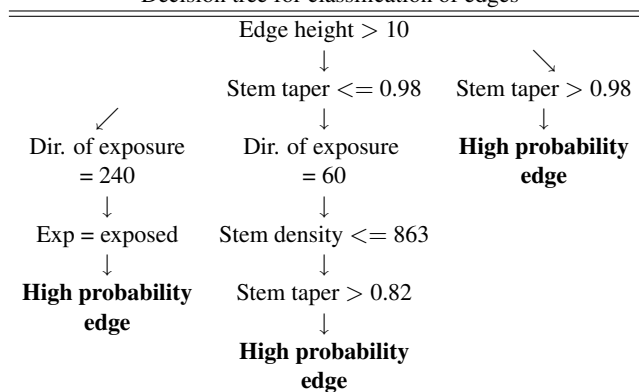 Decision tree for classification of edges
Edge height > 10
↓ ↘
Stem taper <= 0.98 Stem taper > 0.98
↙ ↓ ↓
Dir. of exposure Dir. of exposure High probability
= 240 = 60 edge
↓ ↓
Exp = exposed Stem density <= 863
↓ ↓
High probability Stem taper > 0.82
edge ↓
High probability
edge